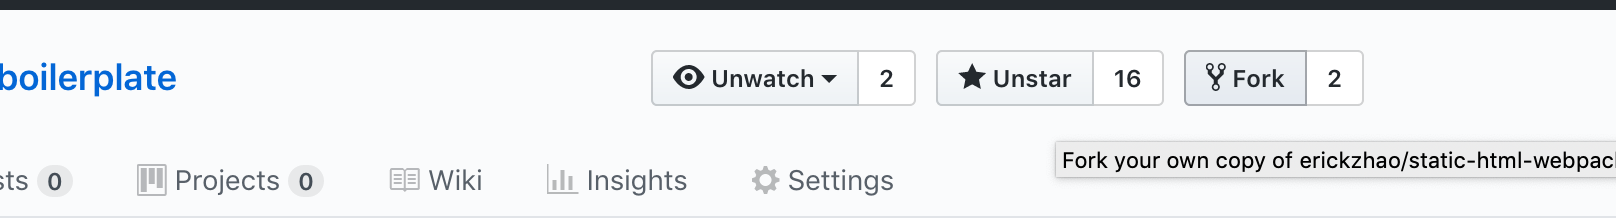 boilerplate
Unwatch 2 Unstar 16 Fork 2
sts 0 Projects 0 Wiki Insights Settings
Fork your own copy of erickzhao/static-html-webpac